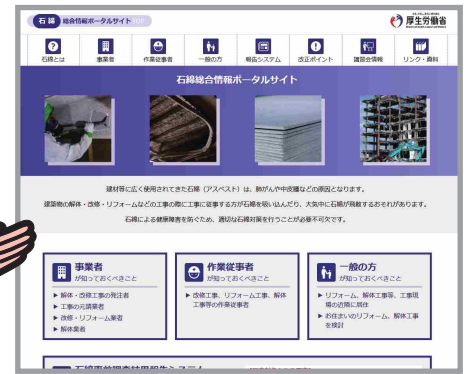 石綿 総合情報ポータルサイト TOP
厚生労働省
石綿とは 事業者 作業従事者 一般の方 報告システム 改正ポイント 講習会情報 リンク・資料
石綿総合情報ポータルサイト
建材等に広く使用されてきた石綿（アスベスト）は、肺がんや中皮腫などの原因となります。
建築物の解体・改修・リフォームなどの工事の際に工事に従事する方が石綿を吸い込んだり、大気中に石綿が飛散するおそれがあります。
石綿による健康障害を防ぐため、適切な石綿対策を行うことが必要不可欠です。
事業者
が知っておくべきこと
▶ 解体・改修工事の発注者
▶ 工事の元請業者
▶ 改修・リフォーム業者
▶ 解体業者
作業従事者
が知っておくべきこと
▶ 改修工事、リフォーム工事、解体
工事等の作業従事者
一般の方
が知っておくべきこと
▶ リフォーム、解体工事等、工事現
場の近隣に居住
▶ お住まいのリフォーム、解体工事
を検討